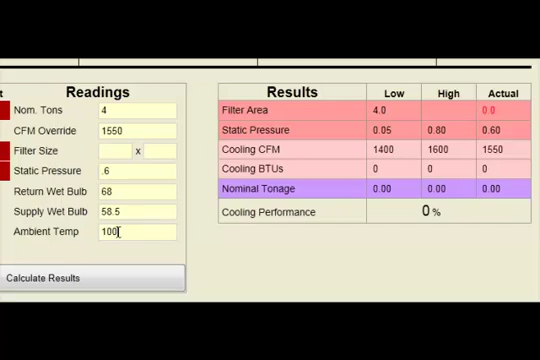 t Readings
Nom. Tons 4
CFM Override 1550
Filter Size x
Static Pressure .6
Return Wet Bulb 68
Supply Wet Bulb 58.5
Ambient Temp 100
Calculate Results
Results Low High Actual
Filter Area 4.0 0.0
Static Pressure 0.05 0.80 0.60
Cooling CFM 1400 1600 1550
Cooling BTUs 0 0 0
Nominal Tonage 0.00 0.00 0.00
Cooling Performance 0 %